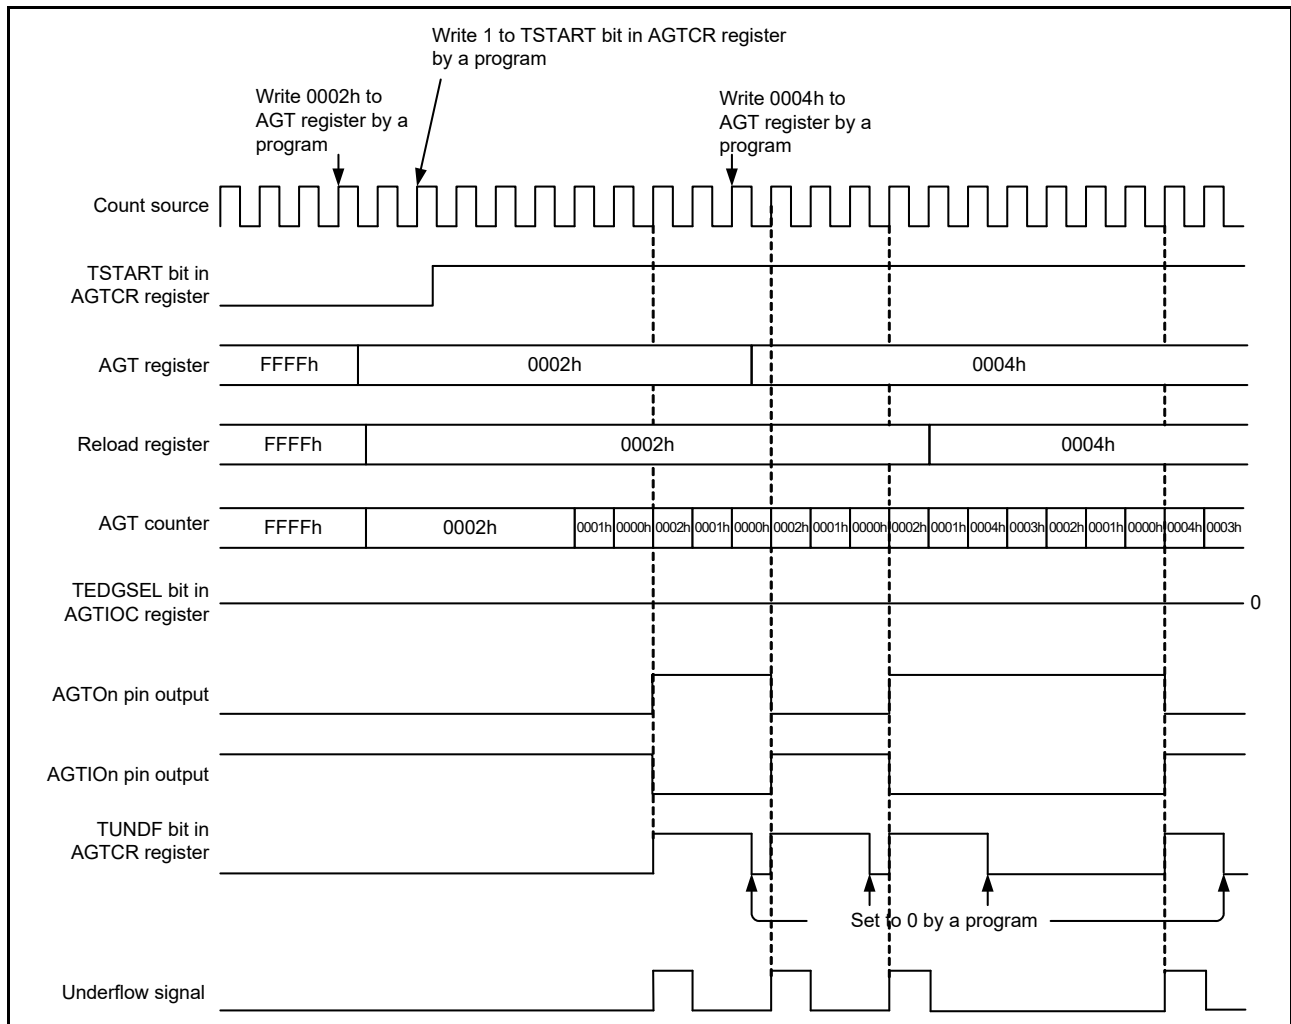 Write 1 to TSTART bit in AGTCR register
by a program
Write 0002h to
AGT register by a
program
Write 0004h to
AGT register by a
program
Count source
TSTART bit in
AGTCR register
AGT register
FFFFh
0002h
0004h
Reload register
FFFFh
0002h
0004h
AGT counter
FFFFh
0002h
0001h
0000h
0002h
0001h
0000h
0002h
0001h
0000h
0002h
0001h
0004h
0003h
0002h
0001h
0000h
0004h
0003h
TEDGSEL bit in
AGTIOC register
0
AGTOn pin output
AGTIOn pin output
TUNDF bit in
AGTCR register
Set to 0 by a program
Underflow signal